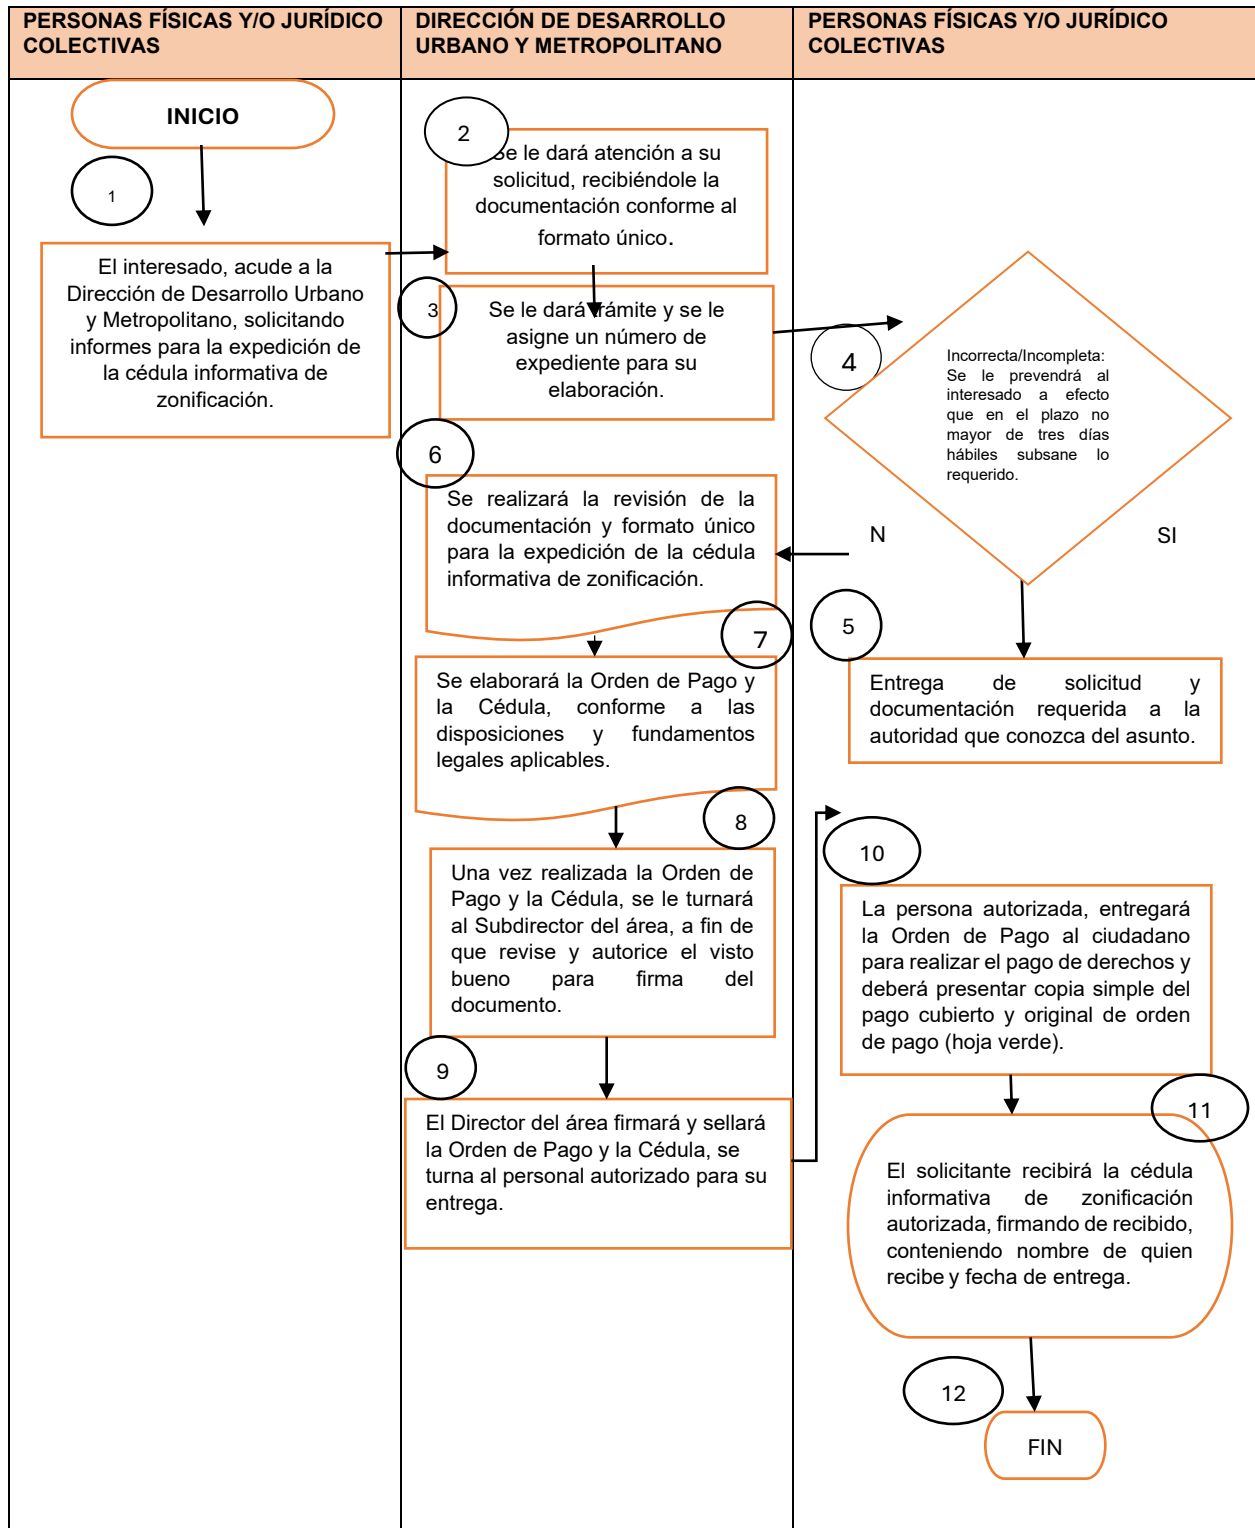 PERSONAS FÍSICAS Y/O JURÍDICO
COLECTIVAS
DIRECCIÓN DE DESARROLLO
URBANO Y METROPOLITANO
PERSONAS FÍSICAS Y/O JURÍDICO
COLECTIVAS
INICIO
1
El interesado, acude a la
Dirección de Desarrollo Urbano
y Metropolitano, solicitando
informes para la expedición de
la cédula informativa de
zonificación.
2
Se le dará atención a su
solicitud, recibiéndole la
documentación conforme al
formato único.
3
Se le dará trámite y se le
asigne un número de
expediente para su
elaboración.
4
Incorrecta/Incompleta:
Se le prevendrá al
interesado a efecto
que en el plazo no
mayor de tres días
hábiles subsane lo
requerido.
N
SI
5
Entrega de solicitud y
documentación requerida a la
autoridad que conozca del asunto.
6
Se realizará la revisión de la
documentación y formato único
para la expedición de la cédula
informativa de zonificación.
7
Se elaborará la Orden de Pago y
la Cédula, conforme a las
disposiciones y fundamentos
legales aplicables.
8
Una vez realizada la Orden de
Pago y la Cédula, se le turnará
al Subdirector del área, a fin de
que revise y autorice el visto
bueno para firma del
documento.
9
El Director del área firmará y sellará
la Orden de Pago y la Cédula, se
turna al personal autorizado para su
entrega.
10
La persona autorizada, entregará
la Orden de Pago al ciudadano
para realizar el pago de derechos y
deberá presentar copia simple del
pago cubierto y original de orden
de pago (hoja verde).
11
El solicitante recibirá la cédula
informativa de zonificación
autorizada, firmando de recibido,
conteniendo nombre de quien
recibe y fecha de entrega.
12
FIN